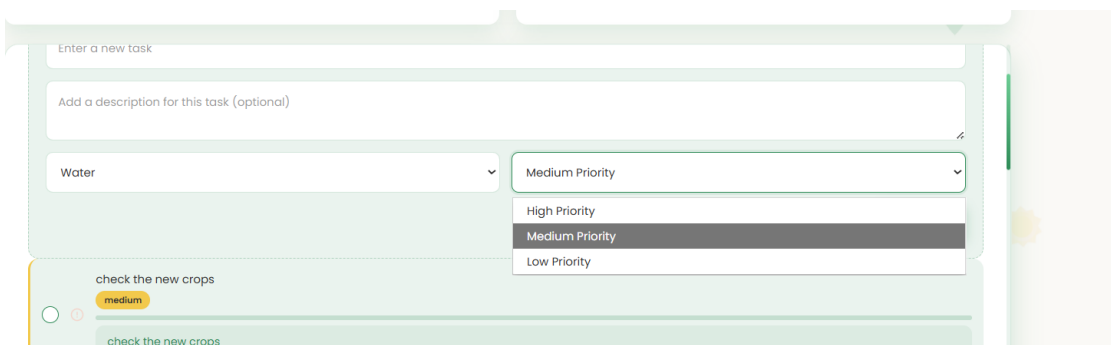 Enter a new task
Add a description for this task (optional)
Water
Medium Priority
High Priority
Medium Priority
Low Priority
check the new crops
medium
check the new crops